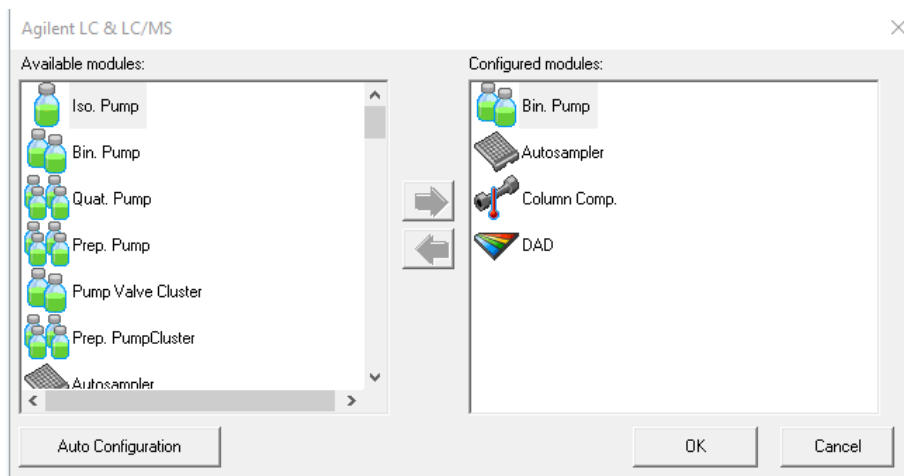 Agilent LC & LC/MS
Available modules:
Iso. Pump
Bin. Pump
Quat. Pump
Prep. Pump
Pump Valve Cluster
Prep. PumpCluster
Autosampler
Configured modules:
Bin. Pump
Autosampler
Column Comp.
DAD
Auto Configuration
OK
Cancel